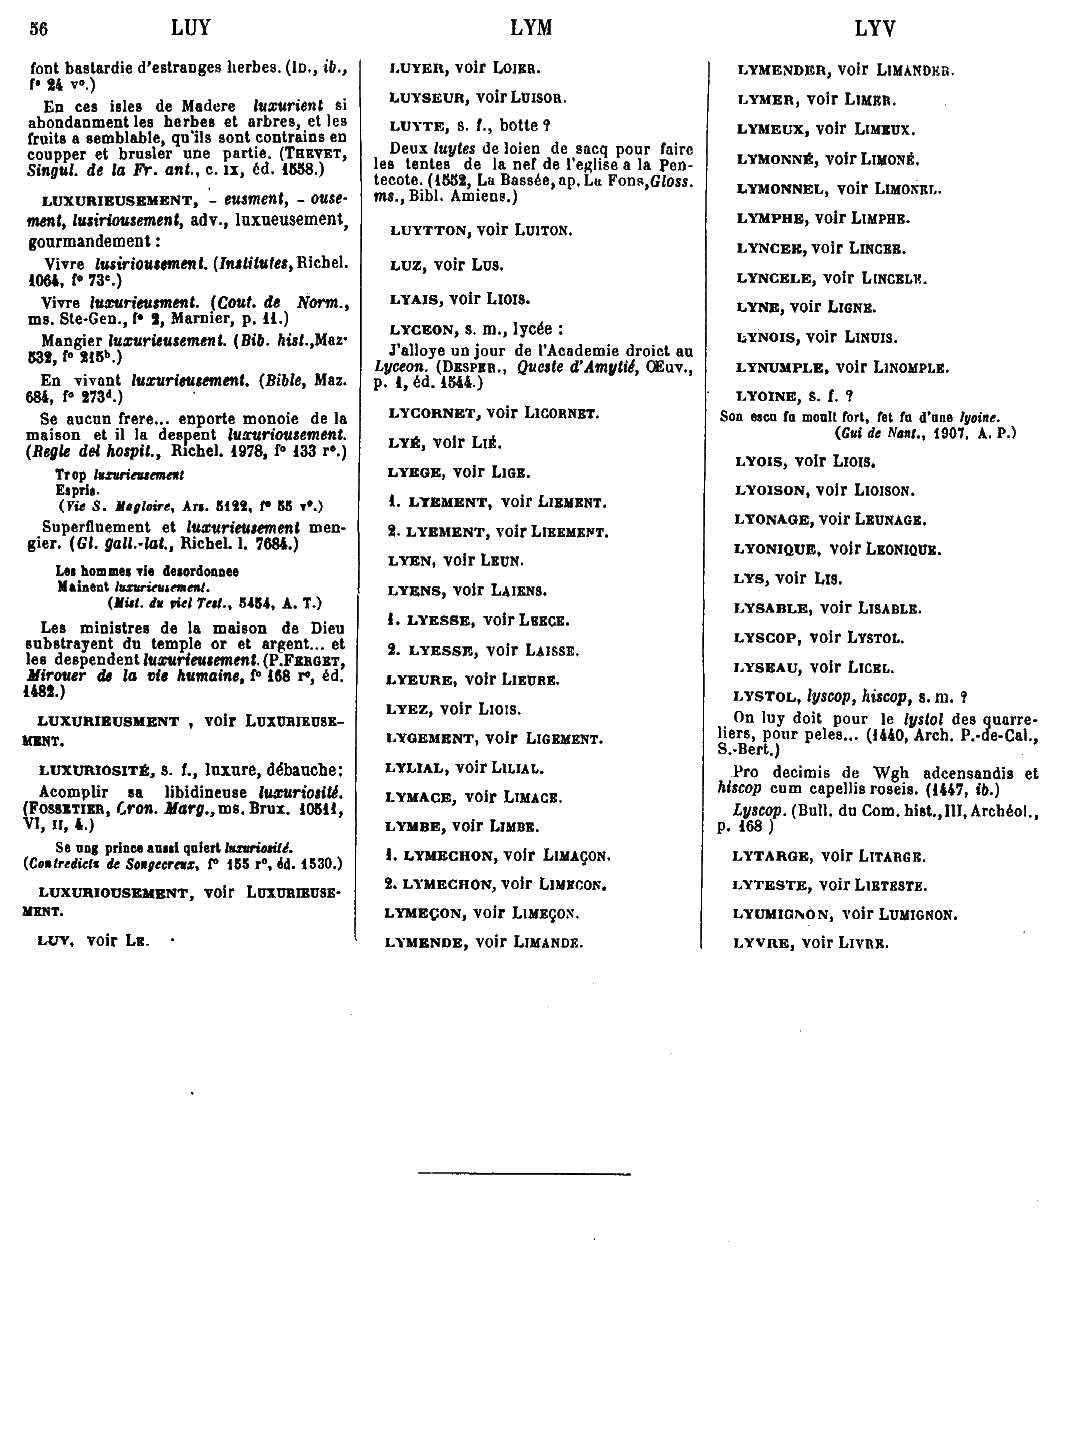 56 LUY LYM LYV
font bastardie d'estranges herbes. (ID., ib.,
f° 24 v°.)
En ces isles de Madere luxurient si
abondanment les herbes et arbres, et les
fruits a semblable, qu'ils sont contrains en
coupper et brusler une partie. (THEVET,
Singul. de la Fr. ant., c. IX, éd. 1558.)
LUXURIEUSEMENT, - eusment, - ouse-
ment, lusiriousement, adv., luxueusement,
gourmandement :
Vivre lusiriousement. (Institutes, Richel.
1064, f° 73ᶜ.)
Vivre luxurieusment. (Cout. de Norm.,
ms. Ste-Gen., f° 2, Marnier, p. 11.)
Mangier luxurieusement. (Bib. hist., Maz.
532, f° 215ᵇ.)
En vivant luxurieusement. (Bible, Maz.
684, f° 273ᵈ.)
Se aucun frere... enporte monoie de la
maison et il la despent luxuriousement.
(Regle del hospit., Richel. 1978, f° 133 r°.)
Trop luxurieusement
Espris.
(Vie S. Magloire, Ars. 5122, f° 55 v°.)
Superfluement et luxurieusement men-
gier. (Gl. gall.-lat., Richel. l. 7684.)
Les hommes vie desordonnee
Mainent luxurieusement.
(Mist. du viel Test., 5454, A. T.)
Les ministres de la maison de Dieu
substrayent du temple or et argent... et
les despendent luxurieusement. (P. FERGET,
Mirouer de la vie humaine, f° 168 r°, éd.
1482.)
LUXURIEUSMENT , voir LUXURIEUSE-
MENT.
LUXURIOSITÉ, s. f., luxure, débauche:
Acomplir sa libidineuse luxuriosité.
(FOSSETIER, Cron. Marg., ms. Brux. 10511,
VI, II, 4.)
Se ung prince aussi quiert luxuriosité.
(Contredictz de Songecreux, f° 155 r°, éd. 1530.)
LUXURIOUSEMENT, voir LUXURIEUSE-
MENT.
LUY, voir LE.
LUYER, voir LOIER.
LUYSEUR, voir LUISOR.
LUYTE, s. f., botte ?
Deux luytes de loien de sacq pour faire
les tentes de la nef de l'eglise a la Pen-
tecote. (1552, La Bassée, ap. La Fons, Gloss.
ms., Bibl. Amiens.)
LUYTTON, voir LUITON.
LUZ, voir LUS.
LYAIS, voir LIOIS.
LYCEON, s. m., lycée :
J'alloye un jour de l'Academie droict au
Lyceon. (DESPER., Queste d'Amytié, Œuv.,
p. 1, éd. 1544.)
LYCORNET, voir LICORNET.
LYÉ, voir LIÉ.
LYEGE, voir LIGE.
1. LYEMENT, voir LIEMENT.
2. LYEMENT, voir LIEEMENT.
LYEN, voir LEUN.
LYENS, voir LAIENS.
1. LYESSE, voir LEECE.
2. LYESSE, voir LAISSE.
LYEURE, voir LIEURE.
LYEZ, voir LIOIS.
LYGEMENT, voir LIGEMENT.
LYLIAL, voir LILIAL.
LYMACE, voir LIMACE.
LYMBE, voir LIMBE.
1. LYMECHON, voir LIMAÇON.
2. LYMECHON, voir LIMECON.
LYMEÇON, voir LIMEÇON.
LYMENDE, voir LIMANDE.
LYMENDER, voir LIMANDER.
LYMER, voir LIMER.
LYMEUX, voir LIMEUX.
LYMONNÉ, voir LIMONÉ.
LYMONNEL, voir LIMONEL.
LYMPHE, voir LIMPHE.
LYNCER, voir LINCER.
LYNCELE, voir LINCELE.
LYNE, voir LIGNE.
LYNOIS, voir LINUIS.
LYNUMPLE, voir LINOMPLE.
LYOINE, s. f. ?
Son escu fu moult fort, fet fu d'une lyoine.
(Gui de Nant., 1907, A. P.)
LYOIS, voir LIOIS.
LYOISON, voir LIOISON.
LYONAGE, voir LEUNAGE.
LYONIQUE, voir LEONIQUE.
LYS, voir LIS.
LYSABLE, voir LISABLE.
LYSCOP, voir LYSTOL.
LYSEAU, voir LICEL.
LYSTOL, lyscop, hiscop, s. m. ?
On luy doit pour le lystol des quarre-
liers, pour peles... (1440, Arch. P.-de-Cal.,
S.-Bert.)
Pro decimis de Wgh adcensandis et
hiscop cum capellis roseis. (1447, ib.)
Lyscop. (Bull. du Com. hist., III, Archéol.,
p. 168 )
LYTARGE, voir LITARGE.
LYTESTE, voir LIETESTE.
LYUMIGNON, voir LUMIGNON.
LYVRE, voir LIVRE.